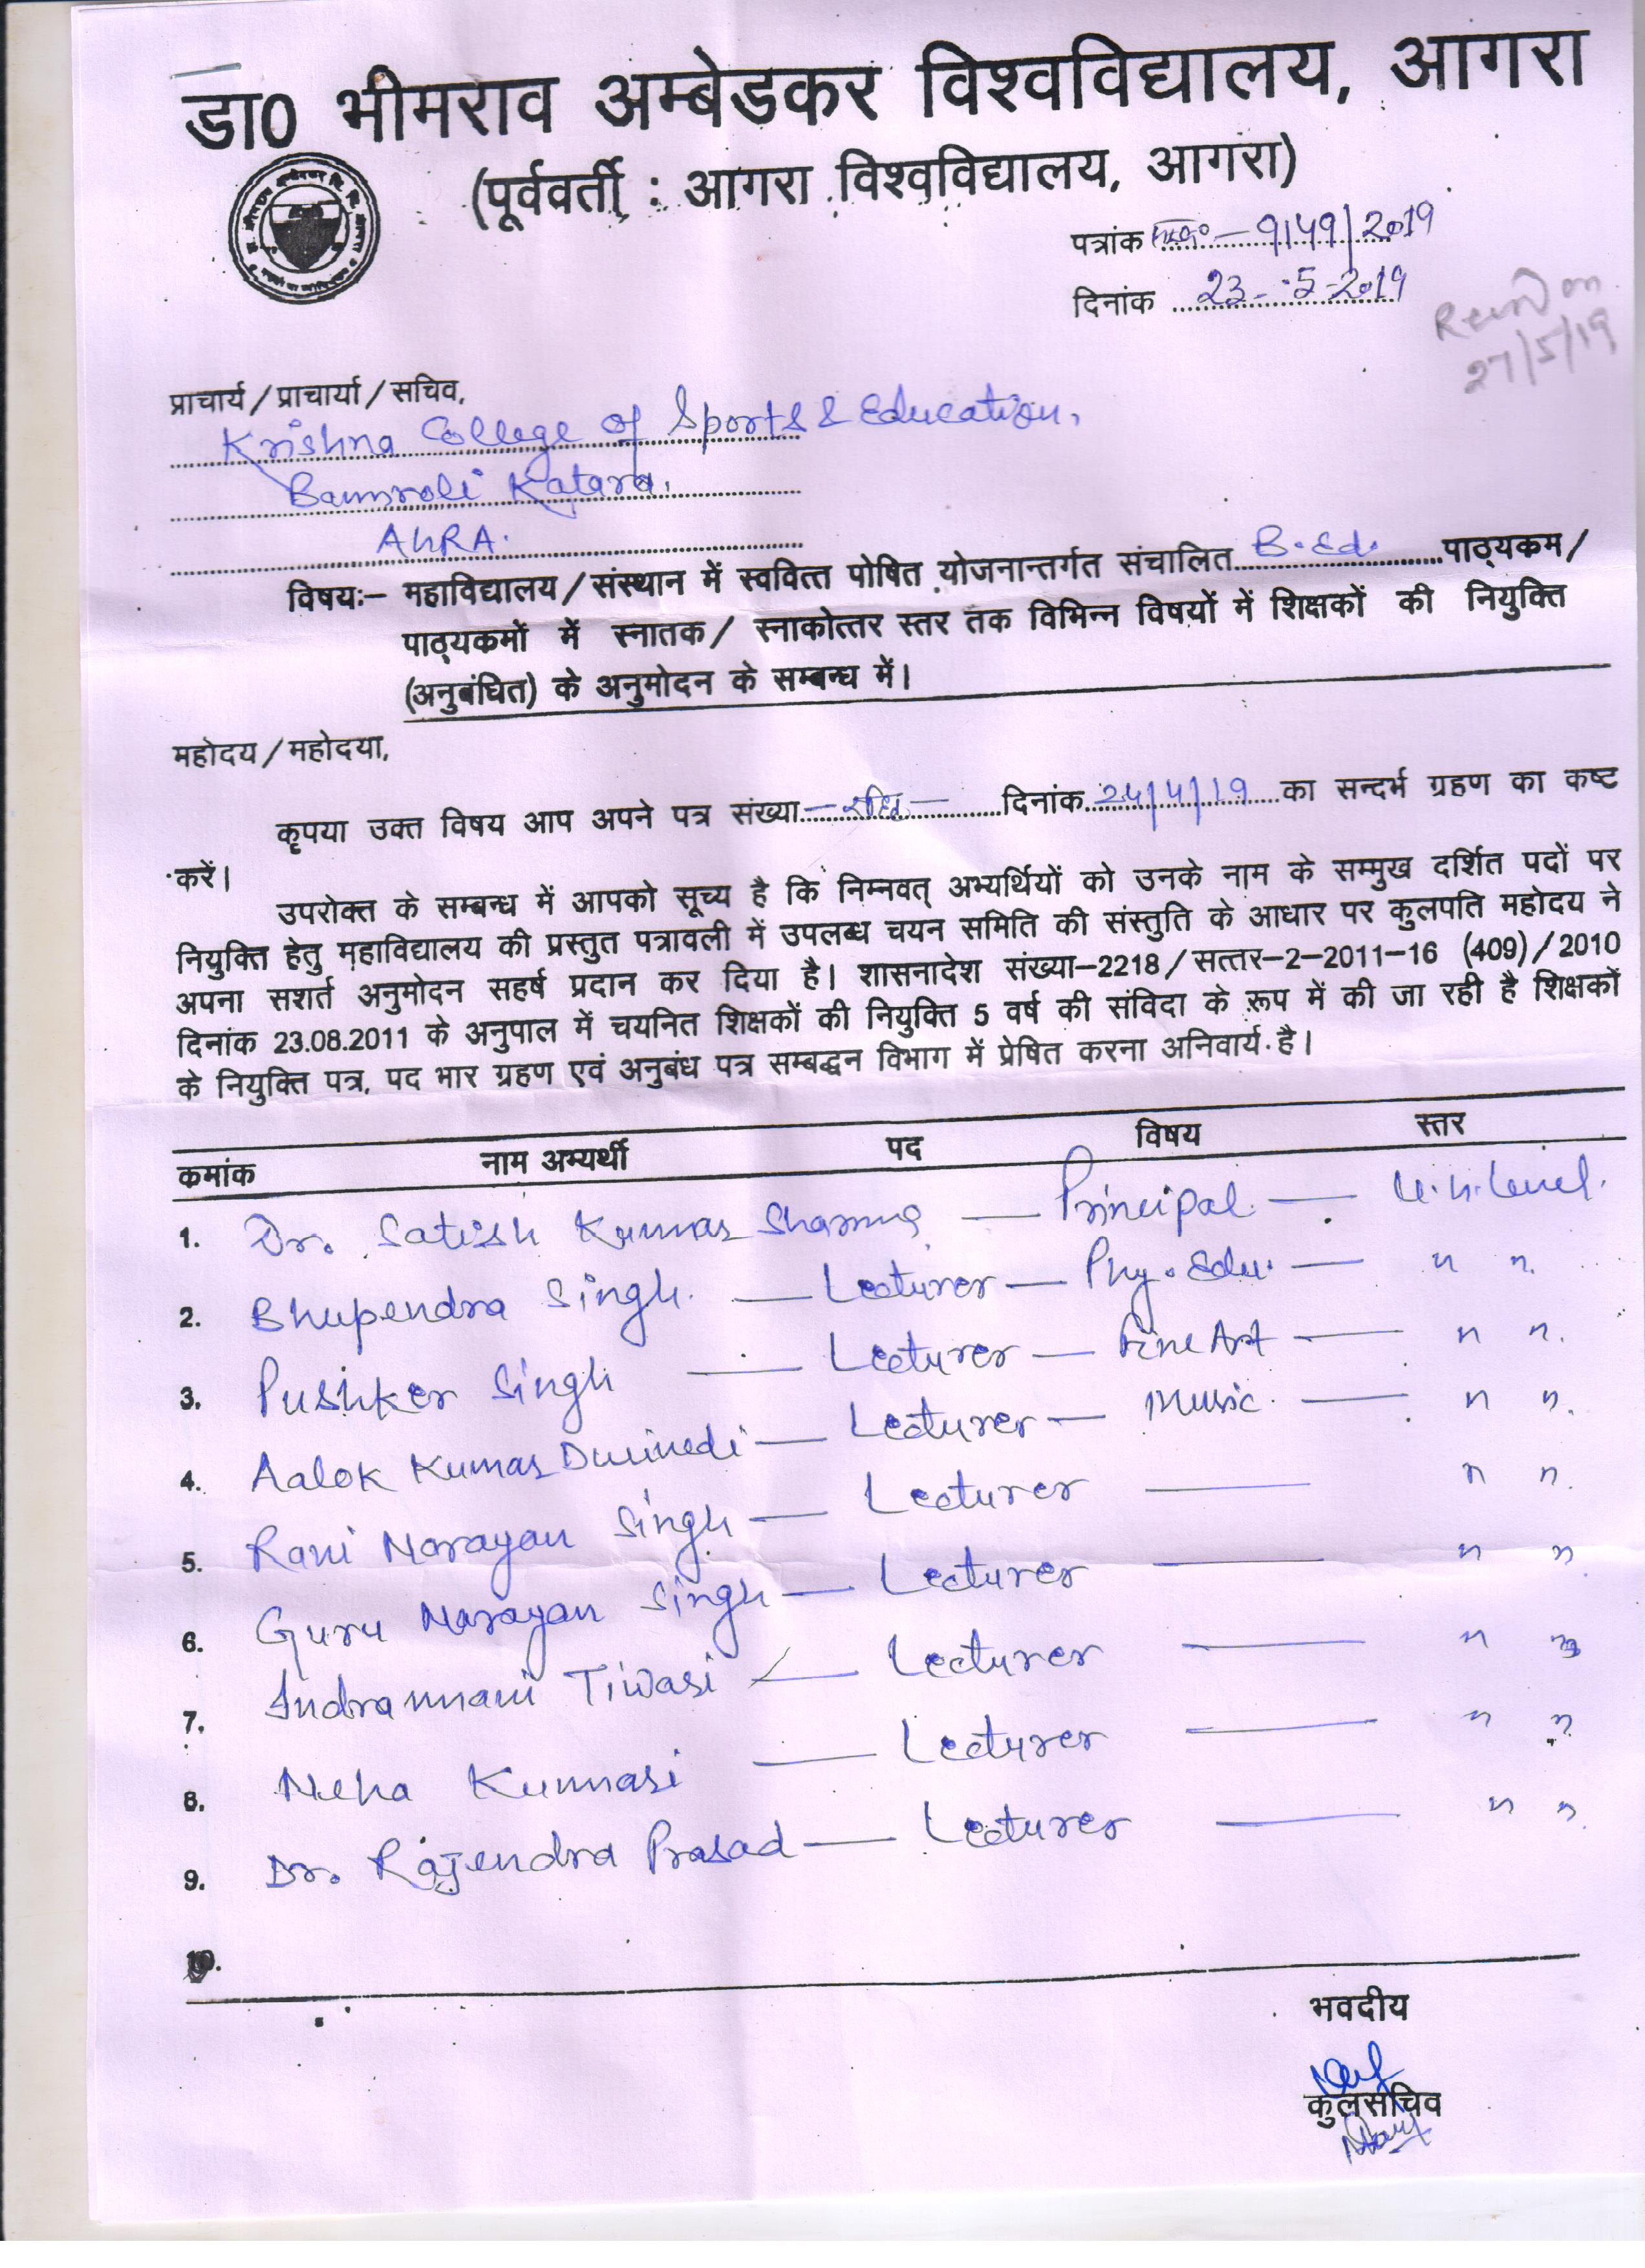 डा0 भीमराव अम्बेडकर विश्वविद्यालय, आगरा
(पूर्ववर्ती : आगरा विश्वविद्यालय, आगरा)
पत्रांक –9149/2019
दिनांक 23-5-2019
Recd on
27/5/19
प्राचार्य/प्राचार्या/सचिव,
Krishna College of Sports & Education,
Bamroli Katara,
AGRA.
विषयः– महाविद्यालय/संस्थान में स्ववित्त पोषित योजनान्तर्गत संचालित B.Ed. पाठ्यकम/
पाठ्यकमों में स्नातक/ स्नाकोत्तर स्तर तक विभिन्न विषयों में शिक्षकों की नियुक्ति
(अनुबंधित) के अनुमोदन के सम्बन्ध में।
महोदय/महोदया,
कृपया उक्त विषय आप अपने पत्र संख्या दिनांक 24/4/19 का सन्दर्भ ग्रहण का कष्ट
करें।
उपरोक्त के सम्बन्ध में आपको सूच्य है कि निम्नवत् अभ्यर्थियों को उनके नाम के सम्मुख दर्शित पदों पर
नियुक्ति हेतु महाविद्यालय की प्रस्तुत पत्रावली में उपलब्ध चयन समिति की संस्तुति के आधार पर कुलपति महोदय ने
अपना सशर्त अनुमोदन सहर्ष प्रदान कर दिया है। शासनादेश संख्या–2218/सत्तर–2–2011–16 (409)/2010
दिनांक 23.08.2011 के अनुपाल में चयनित शिक्षकों की नियुक्ति 5 वर्ष की संविदा के रूप में की जा रही है शिक्षकों
के नियुक्ति पत्र, पद भार ग्रहण एवं अनुबंध पत्र सम्बद्धन विभाग में प्रेषित करना अनिवार्य है।
कमांक नाम अभ्यर्थी पद विषय स्तर
1. Dr. Satish Kumar Sharma — Principal — U.G. Level.
2. Bhupendra Singh. — Lecturer — Phy. Edu. — " "
3. Pushker Singh — Lecturer — Fine Art — " "
4. Aalok Kumar Dwivedi — Lecturer — Music. — " "
5. Ravi Narayan Singh — Lecturer — " "
6. Guru Narayan Singh — Lecturer — " "
7. Indramani Tiwari — Lecturer — " "
8. Neha Kumari — Lecturer — " "
9. Dr. Rajendra Prasad — Lecturer — " "
10.
भवदीय
कुलसचिव